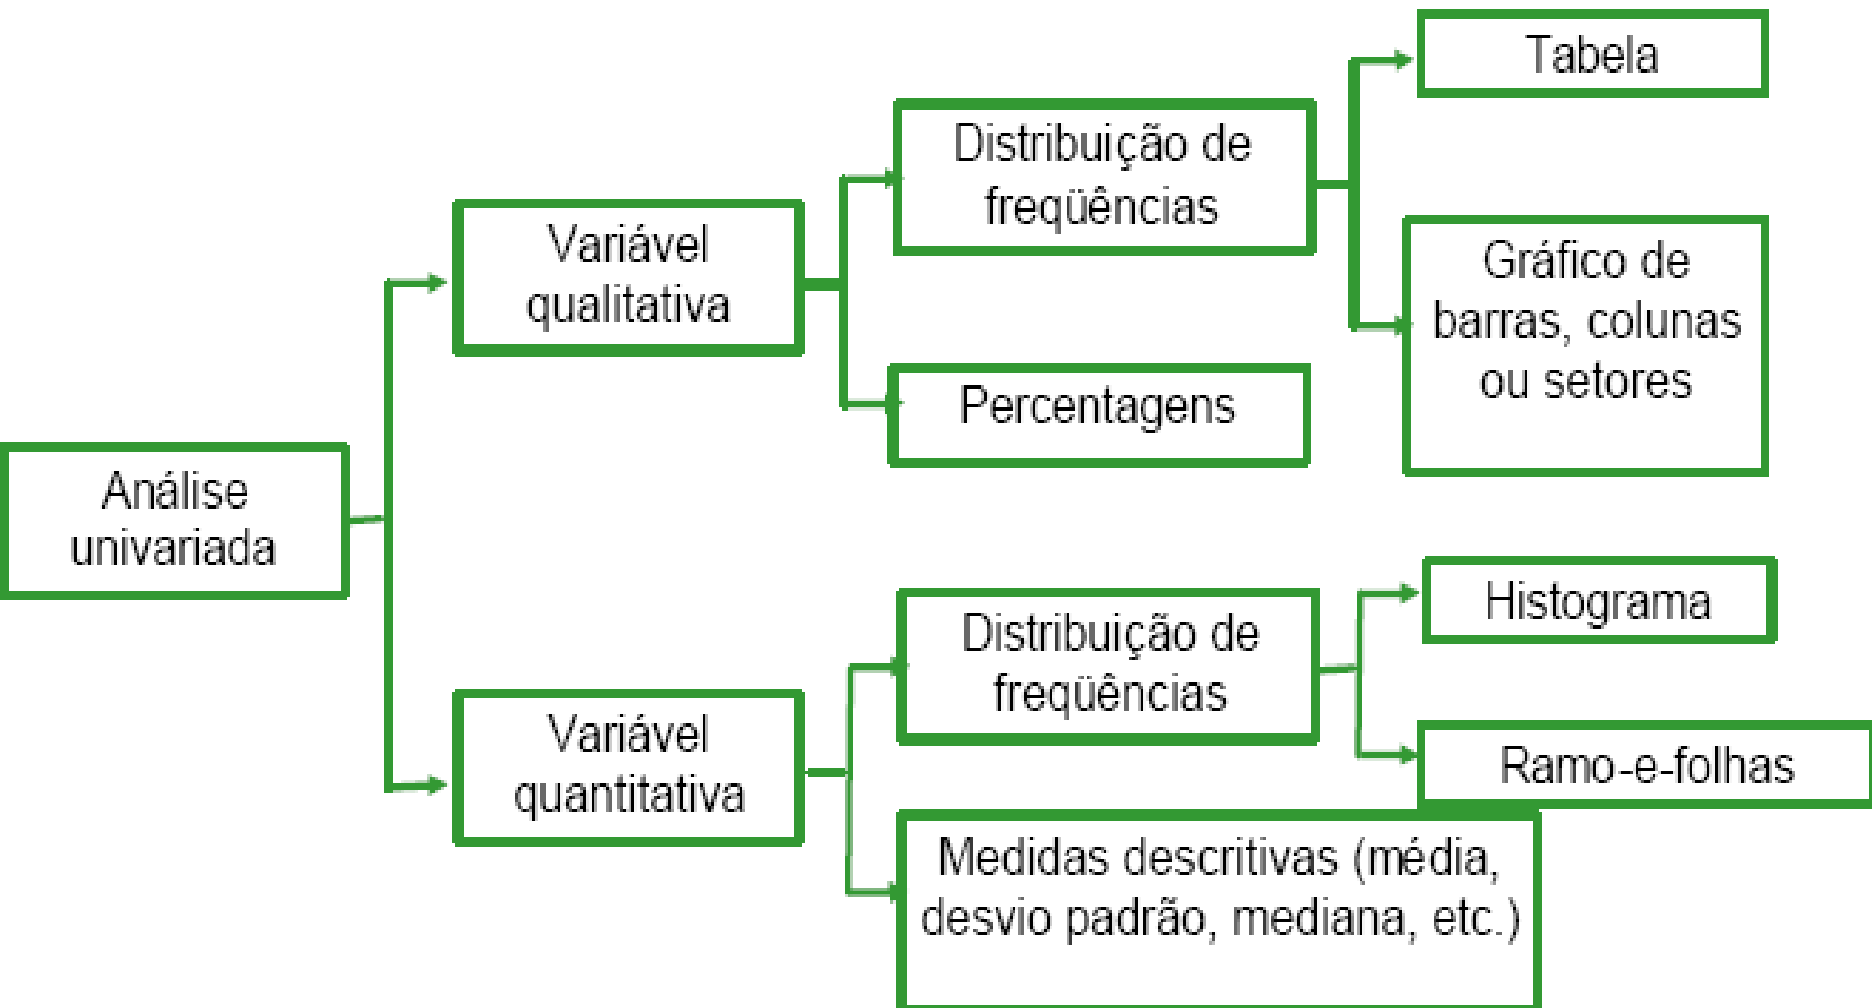 Análise
univariada
Variável
qualitativa
Distribuição de
freqüências
Tabela
Gráfico de
barras, colunas
ou setores
Percentagens
Variável
quantitativa
Distribuição de
freqüências
Histograma
Ramo-e-folhas
Medidas descritivas (média,
desvio padrão, mediana, etc.)